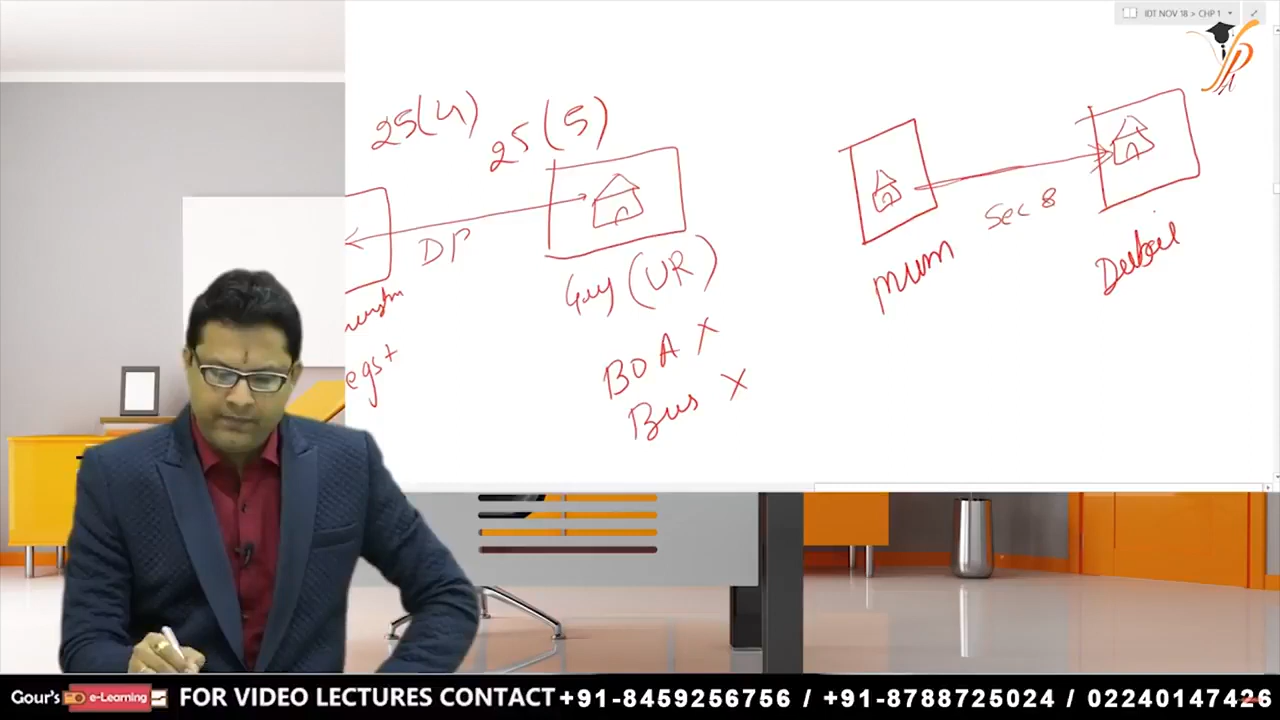 IDT NOV 18 > CHP 1
25(4)
25(5)
DP
Guj (UR)
BOA X
Bus X
egst
Sec 8
mum
Dubai
Gour's e-Learning
FOR VIDEO LECTURES CONTACT +91-8459256756 / +91-8788725024 / 02240147426